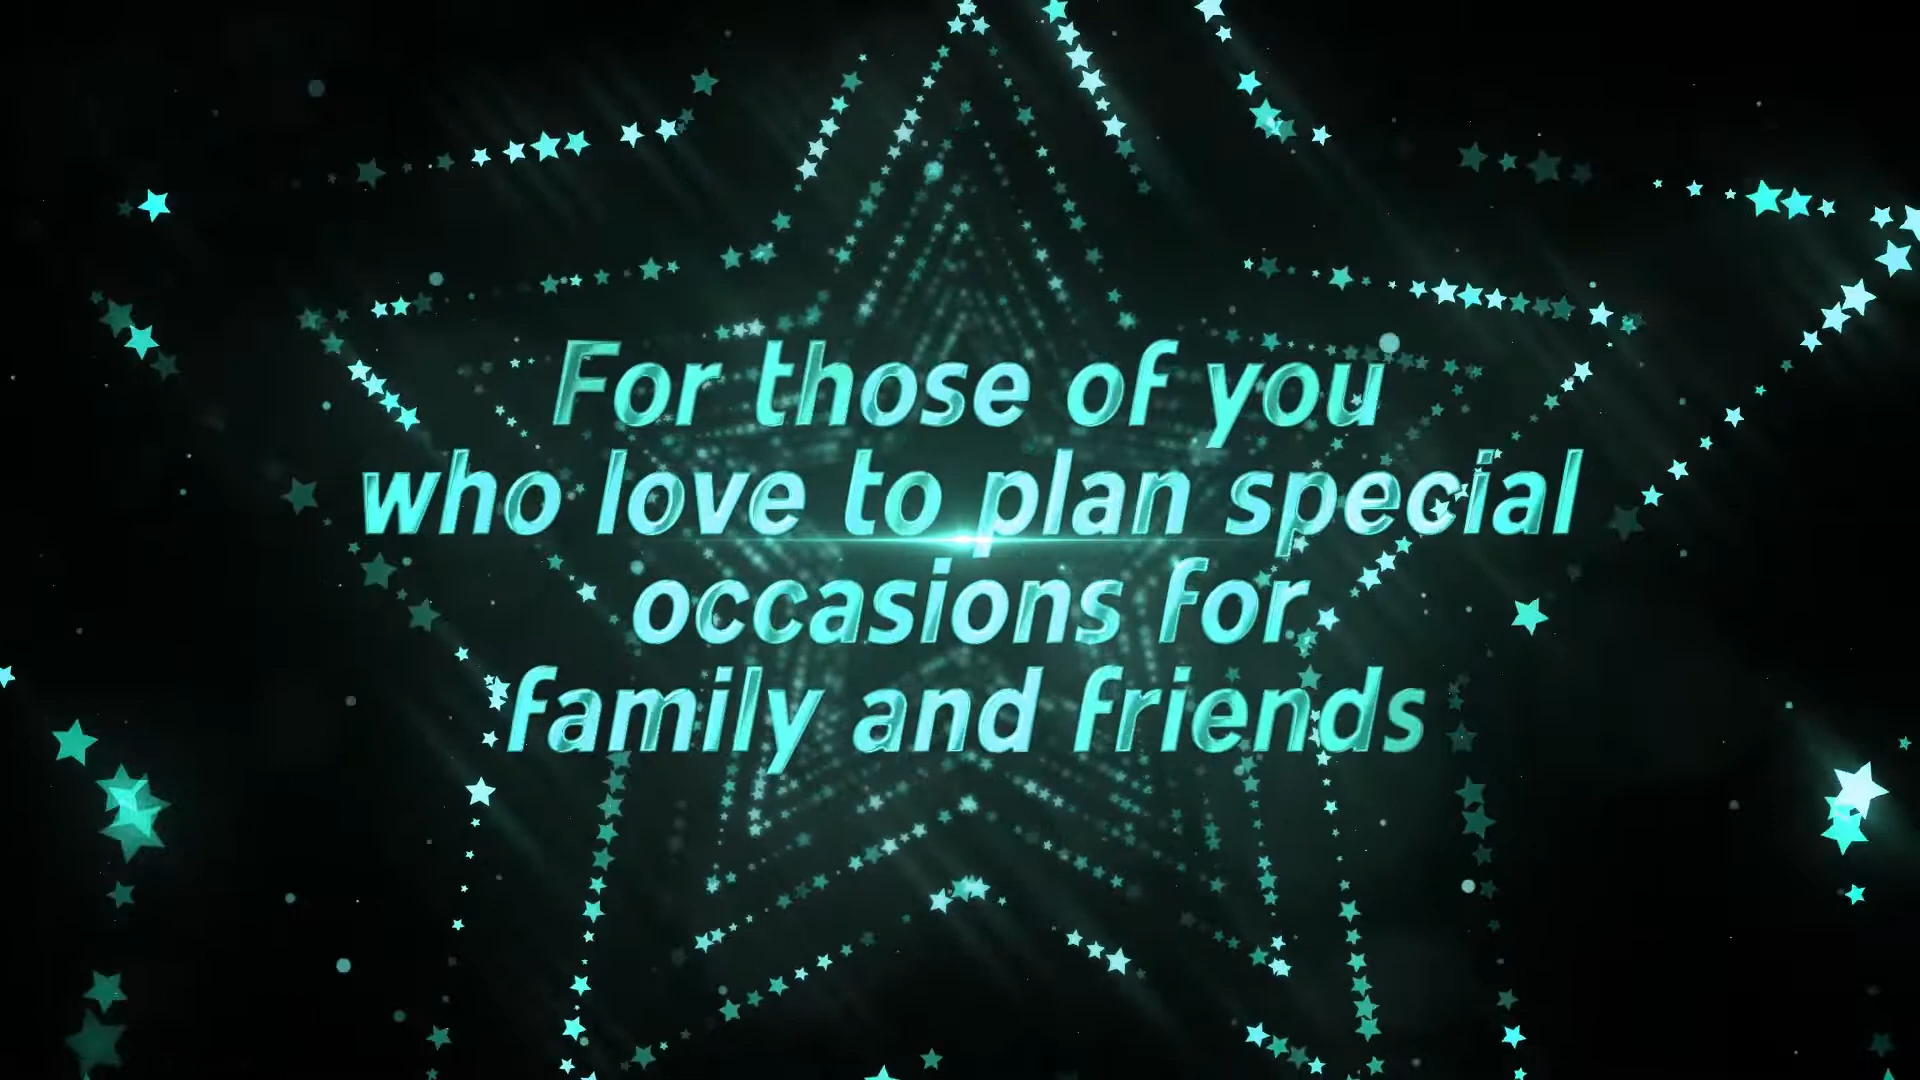 For those of you
who love to plan special
occasions for
family and friends